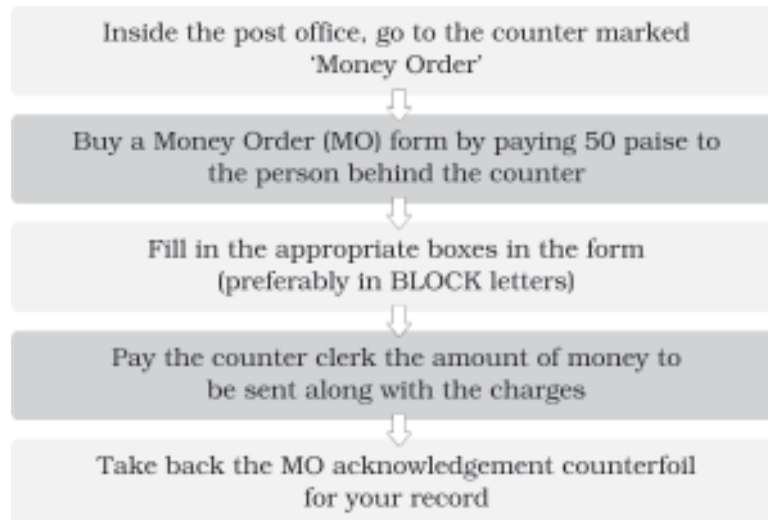 Inside the post office, go to the counter marked
‘Money Order’
Buy a Money Order (MO) form by paying 50 paise to
the person behind the counter
Fill in the appropriate boxes in the form
(preferably in BLOCK letters)
Pay the counter clerk the amount of money to
be sent along with the charges
Take back the MO acknowledgement counterfoil
for your record